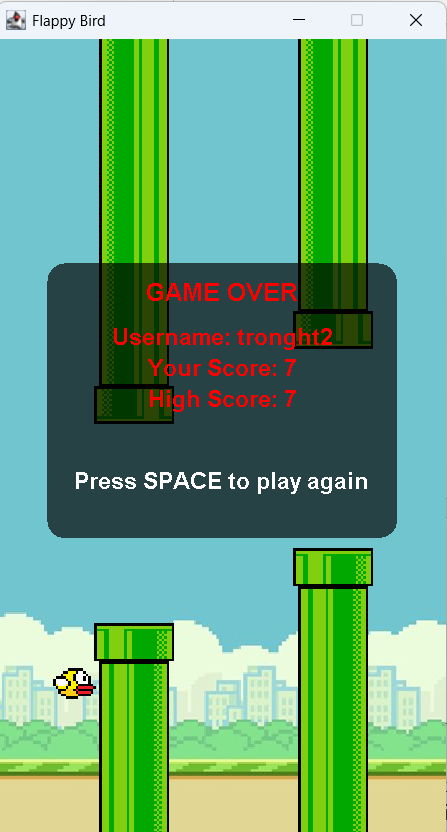 Flappy Bird
GAME OVER
Username: tronght2
Your Score: 7
High Score: 7
Press SPACE to play again